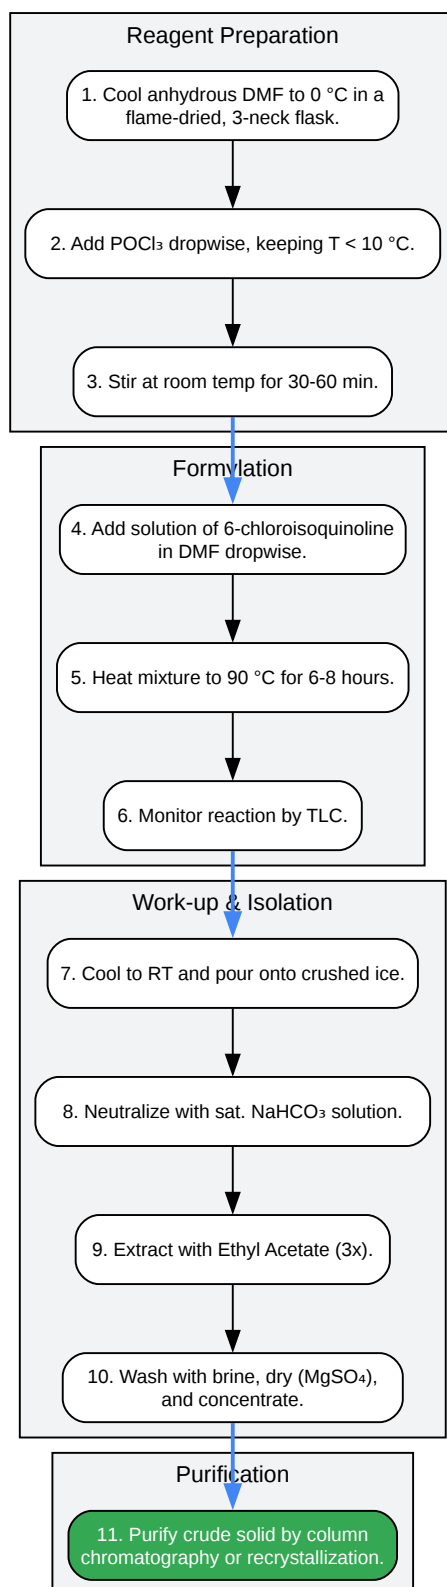 Reagent Preparation
1. Cool anhydrous DMF to 0 °C in a
flame-dried, 3-neck flask.
2. Add POCl₃ dropwise, keeping T < 10 °C.
3. Stir at room temp for 30-60 min.
Formylation
4. Add solution of 6-chloroisoquinoline
in DMF dropwise.
5. Heat mixture to 90 °C for 6-8 hours.
6. Monitor reaction by TLC.
Work-up & Isolation
7. Cool to RT and pour onto crushed ice.
8. Neutralize with sat. NaHCO₃ solution.
9. Extract with Ethyl Acetate (3x).
10. Wash with brine, dry (MgSO₄),
and concentrate.
Purification
11. Purify crude solid by column
chromatography or recrystallization.